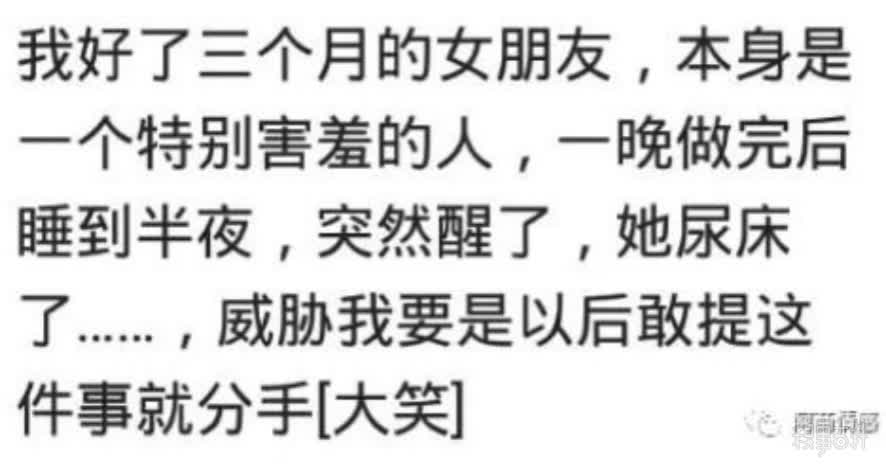 我好了三个月的女朋友，本身是
一个特别害羞的人，一晚做完后
睡到半夜，突然醒了，她尿床
了......，威胁我要是以后敢提这
件事就分手[大笑]